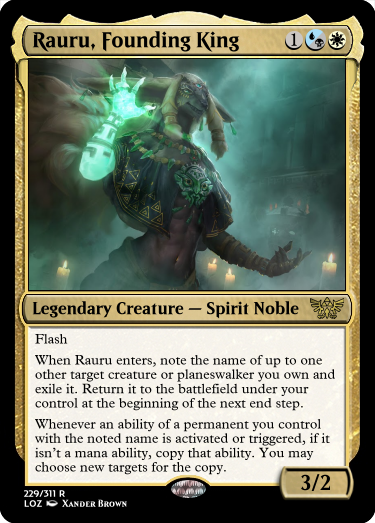 Rauru, Founding King 1
Legendary Creature — Spirit Noble
Flash
When Rauru enters, note the name of up to one
other target creature or planeswalker you own and
exile it. Return it to the battlefield under your
control at the beginning of the next end step.
Whenever an ability of a permanent you control
with the noted name is activated or triggered, if it
isn't a mana ability, copy that ability. You may
choose new targets for the copy.
3/2
229/311 R
LOZ Xander Brown